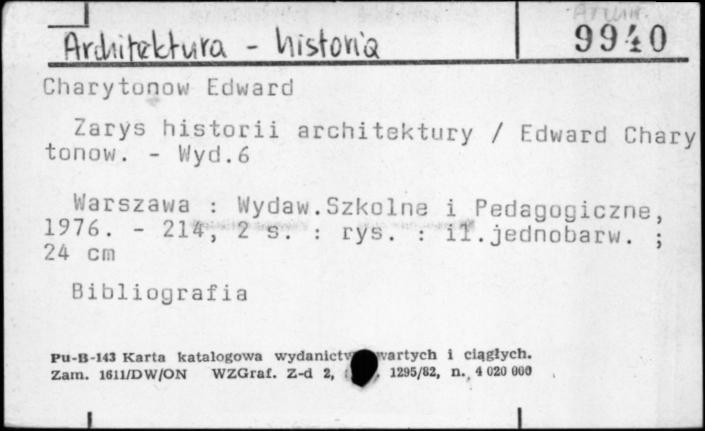 Architektura - historia
9940
Charytonow Edward
Zarys historii architektury / Edward Chary
tonow. - Wyd.6
Warszawa : Wydaw.Szkolne i Pedagogiczne,
1976. - 214, 2 s. : rys. : il.jednobarw. ;
24 cm
Bibliografia
Pu-B-143 Karta katalogowa wydanictw zwartych i ciągłych.
Zam. 1611/DW/ON WZGraf. Z-d 2, 1295/82, n. 4 020 000